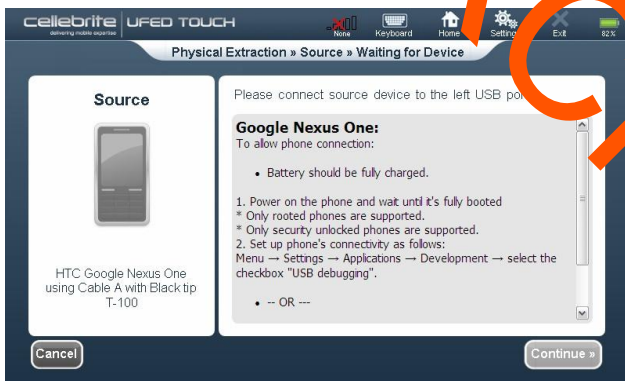 cellebrite UFED TOUCH
delivering mobile expertise
None Keyboard Home Exit 82%
Physical Extraction » Source » Waiting for Device
Source
HTC Google Nexus One
using Cable A with Black tip
T-100
Please connect source device to the left USB
Google Nexus One:
To allow phone connection:
• Battery should be fully charged.
1. Power on the phone and wait until it's fully booted
* Only rooted phones are supported.
* Only security unlocked phones are supported.
2. Set up phone's connectivity as follows:
Menu → Settings → Applications → Development → select the
checkbox "USB debugging".
• -- OR ---
Cancel
Continue »